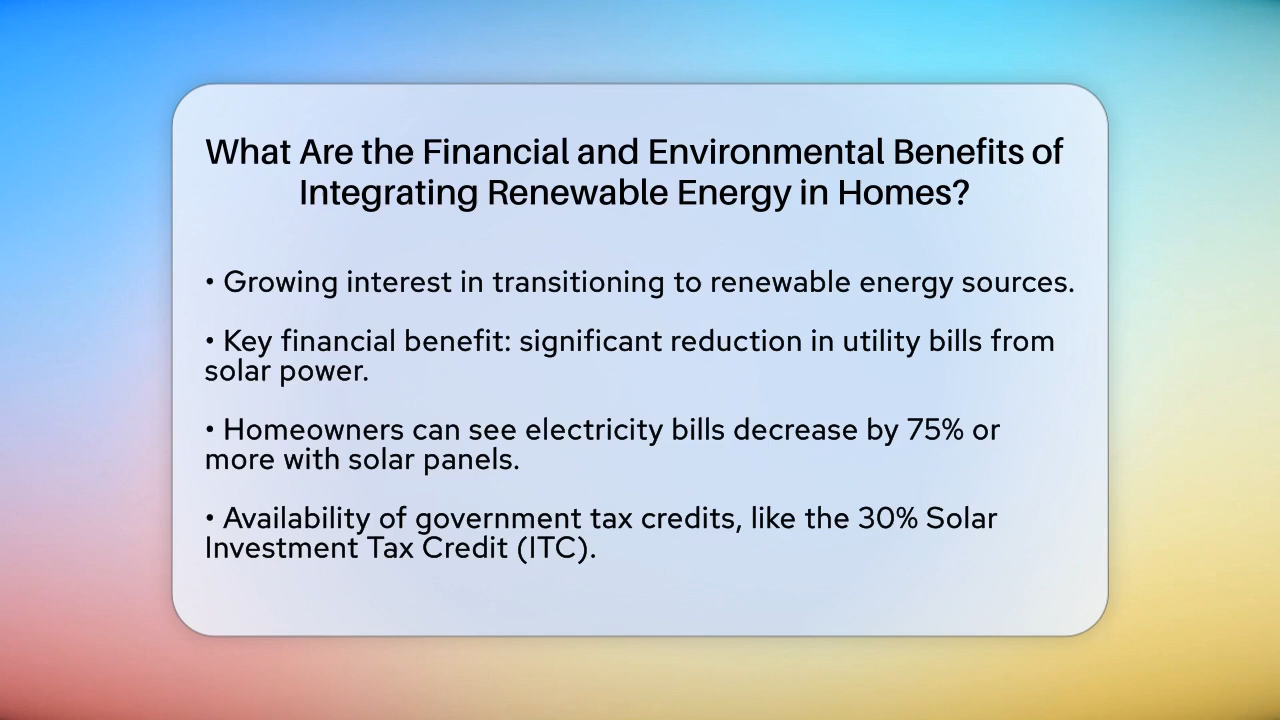 What Are the Financial and Environmental Benefits of
Integrating Renewable Energy in Homes?
• Growing interest in transitioning to renewable energy sources.
• Key financial benefit: significant reduction in utility bills from
solar power.
• Homeowners can see electricity bills decrease by 75% or
more with solar panels.
• Availability of government tax credits, like the 30% Solar
Investment Tax Credit (ITC).